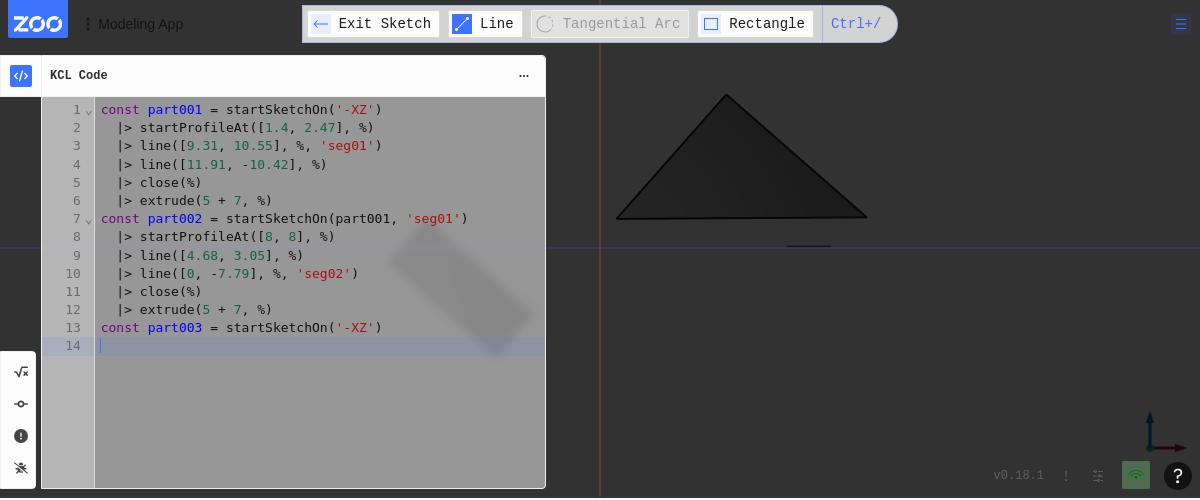 ZOO
Modeling App
Exit Sketch
Line
Tangential Arc
Rectangle
Ctrl+/
KCL Code
1 const part001 = startSketchOn('-XZ')
2   |> startProfileAt([1.4, 2.47], %)
3   |> line([9.31, 10.55], %, 'seg01')
4   |> line([11.91, -10.42], %)
5   |> close(%)
6   |> extrude(5 + 7, %)
7 const part002 = startSketchOn(part001, 'seg01')
8   |> startProfileAt([8, 8], %)
9   |> line([4.68, 3.05], %)
10   |> line([0, -7.79], %, 'seg02')
11   |> close(%)
12   |> extrude(5 + 7, %)
13 const part003 = startSketchOn('-XZ')
14
v0.18.1